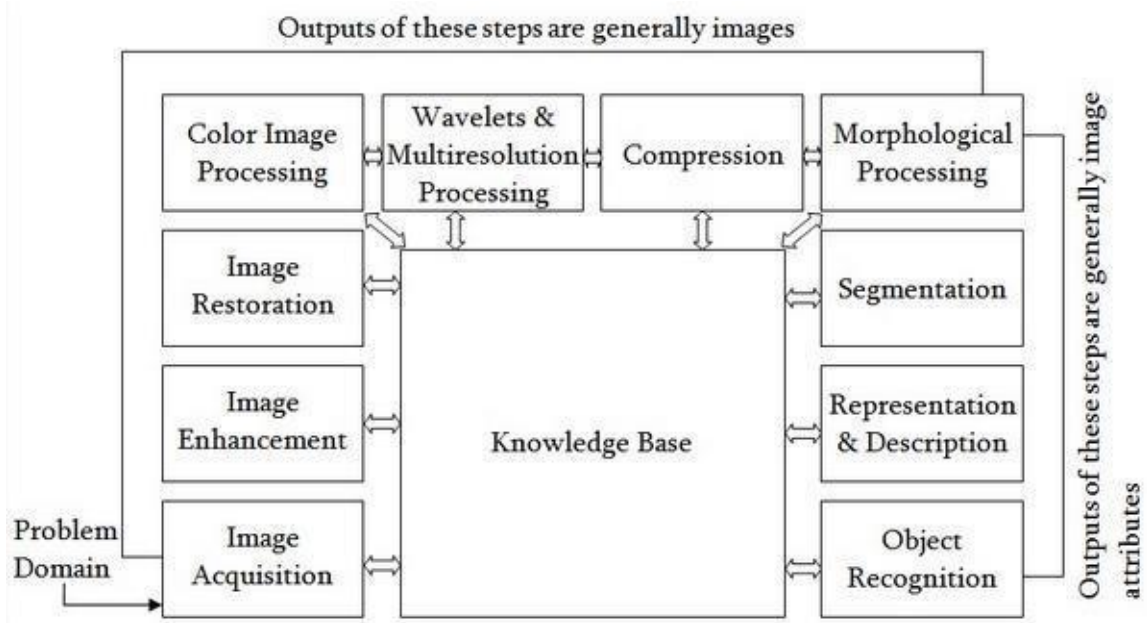 Outputs of these steps are generally images
Color Image
Processing
Wavelets &
Multiresolution
Processing
Compression
Morphological
Processing
Image
Restoration
Segmentation
Image
Enhancement
Knowledge Base
Representation
& Description
Problem
Domain
Image
Acquisition
Object
Recognition
Outputs of these steps are generally image
attributes